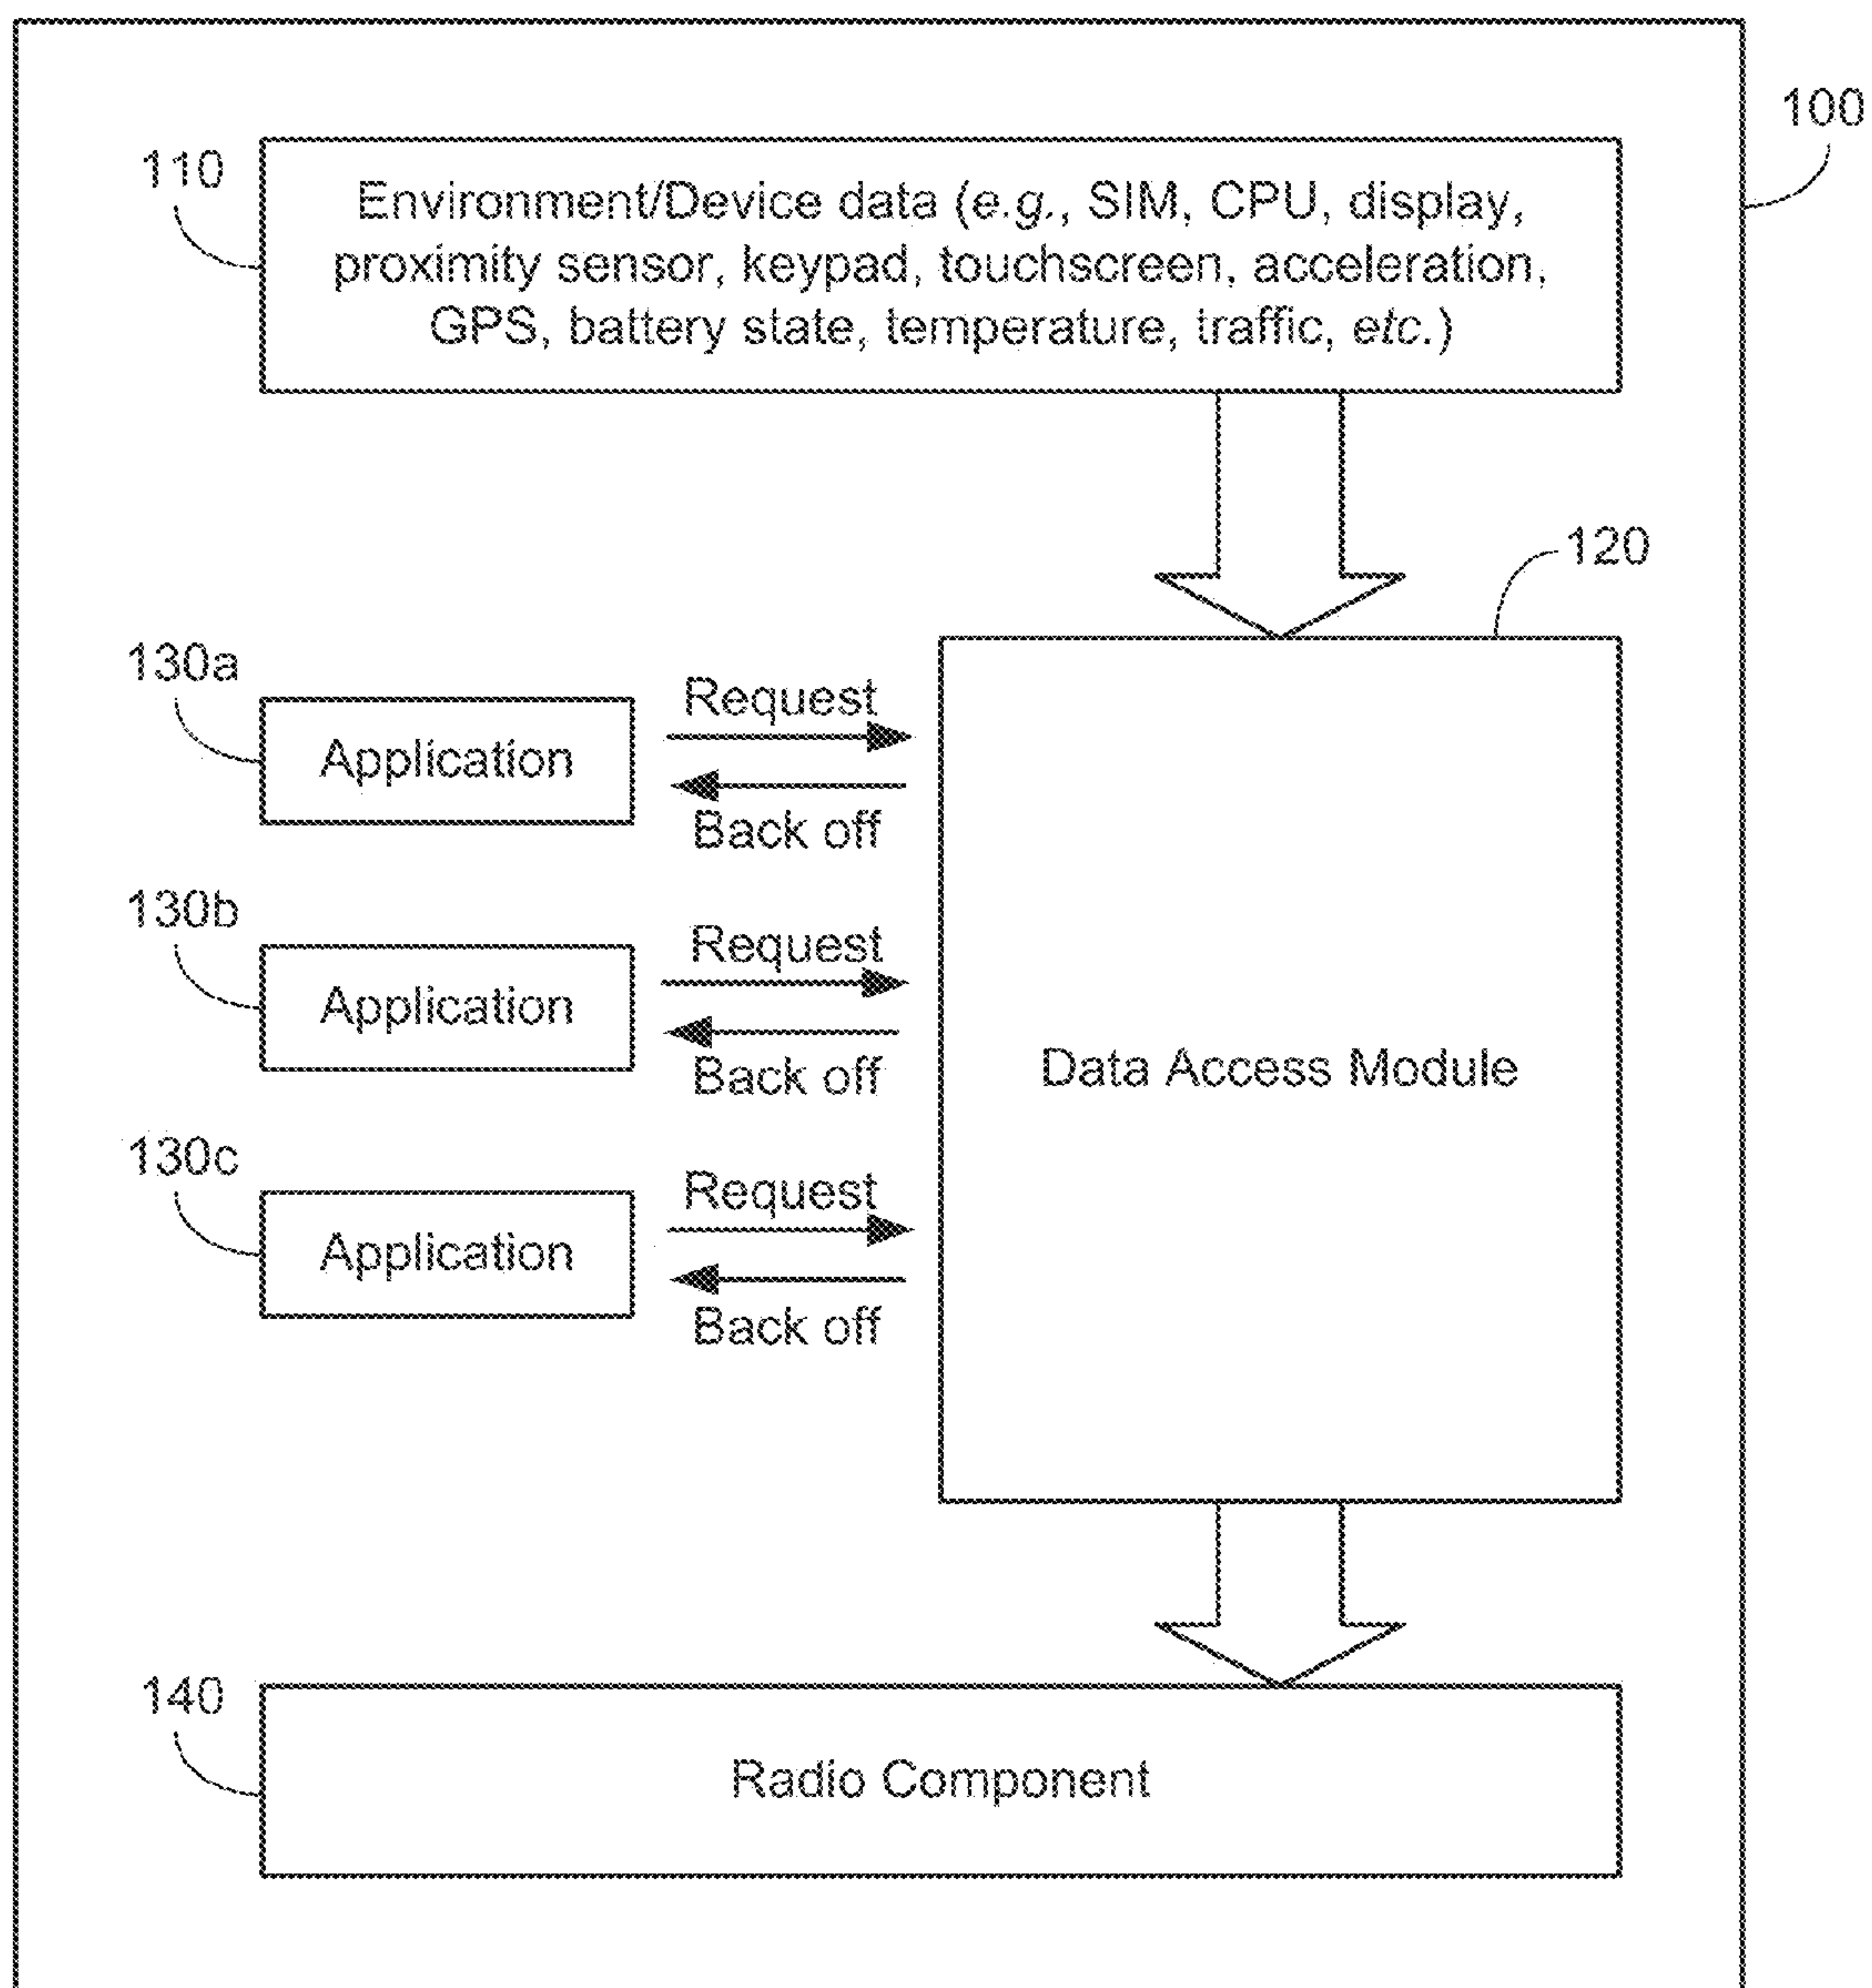 100
110
Environment/Device data (e.g., SIM, CPU, display,
proximity sensor, keypad, touchscreen, acceleration,
GPS, battery state, temperature, traffic, etc.)
120
130a
Application
Request
Back off
130b
Application
Request
Back off
Data Access Module
130c
Application
Request
Back off
140
Radio Component